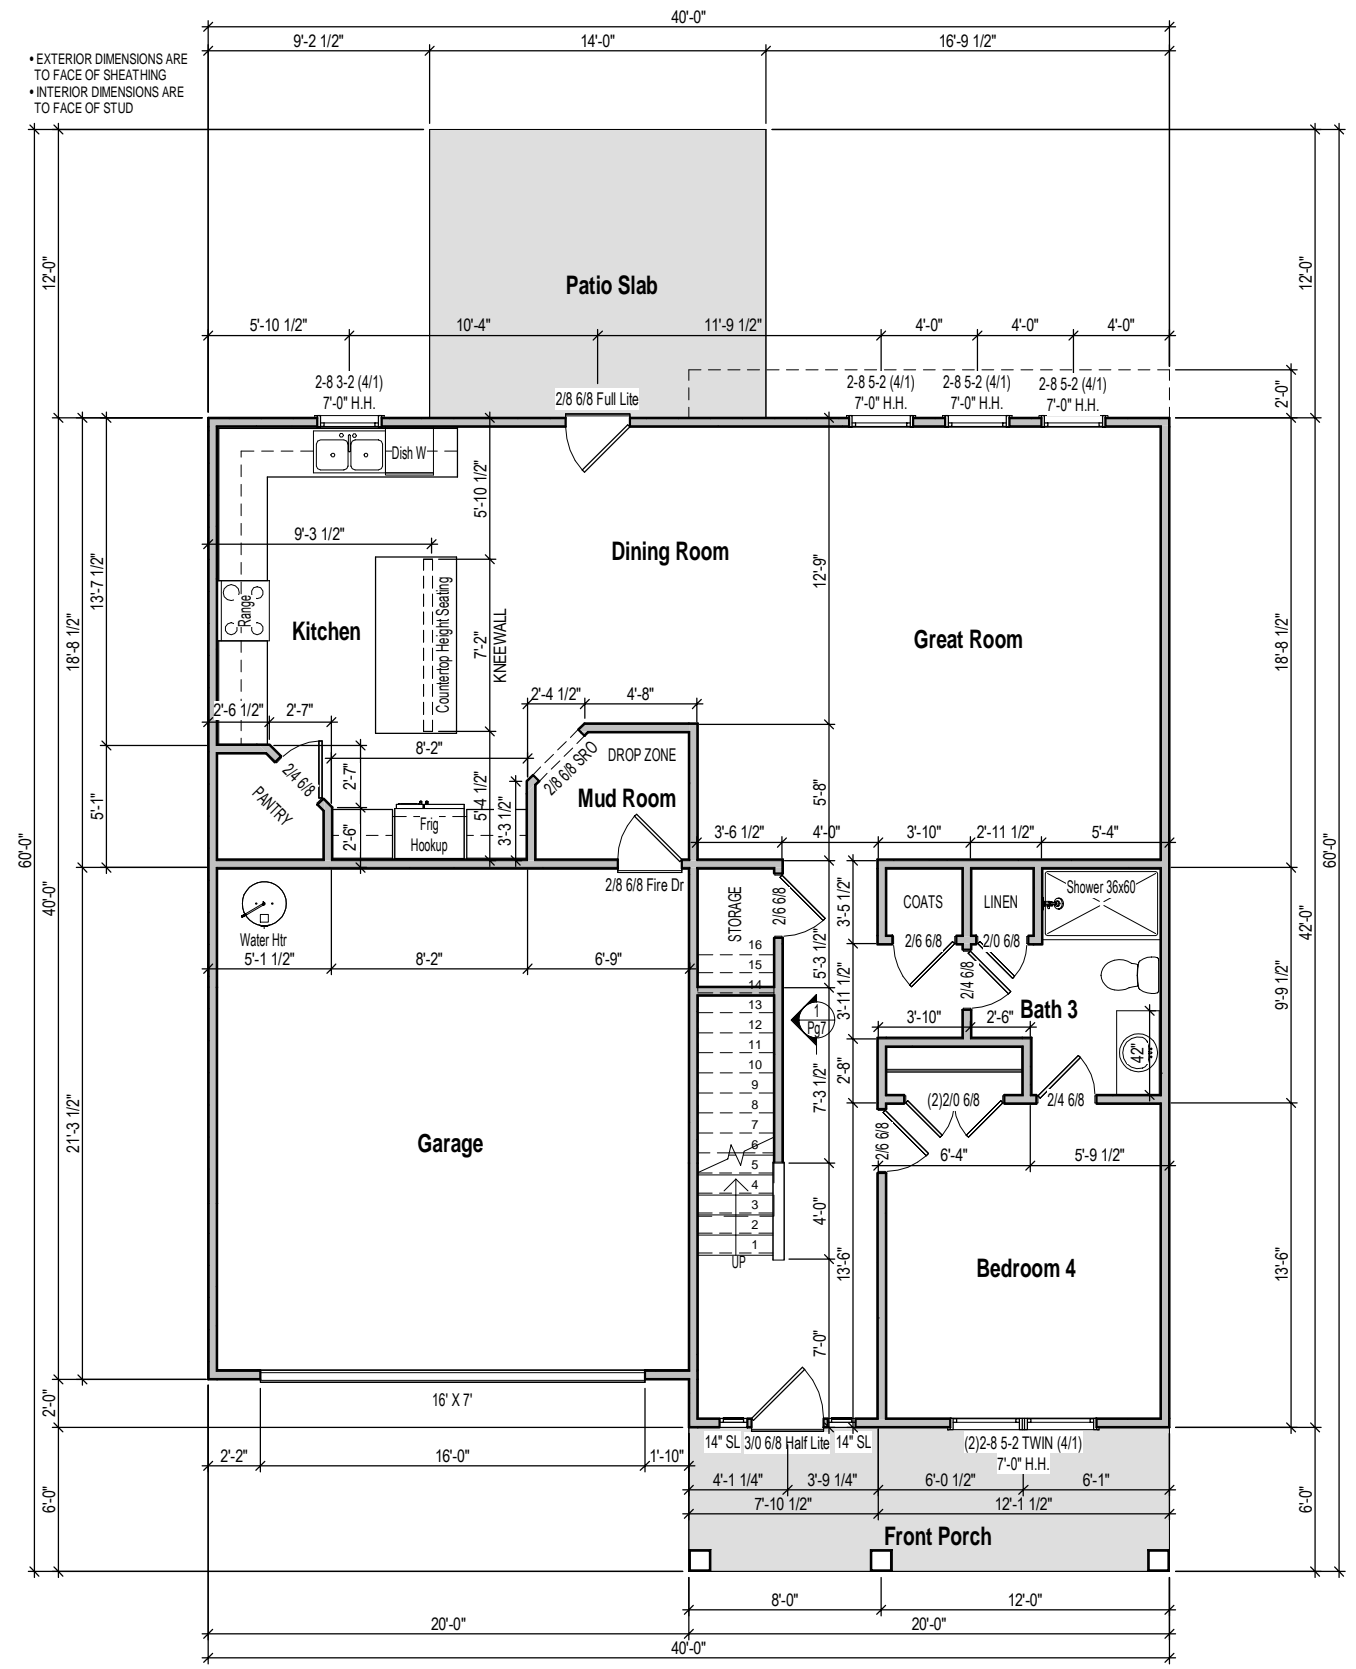 40'-0"
9'-2 1/2"
14'-0"
16'-9 1/2"
• EXTERIOR DIMENSIONS ARE
TO FACE OF SHEATHING
• INTERIOR DIMENSIONS ARE
TO FACE OF STUD
12'-0"
12'-0"
Patio Slab
5'-10 1/2"
10'-4"
11'-9 1/2"
4'-0"
4'-0"
4'-0"
2-8 3-2 (4/1)
7'-0" H.H.
2/8 6/8 Full Lite
2-8 5-2 (4/1)
7'-0" H.H.
2-8 5-2 (4/1)
7'-0" H.H.
2-8 5-2 (4/1)
7'-0" H.H.
2'-0"
Dish W
5'-10 1/2"
9'-3 1/2"
Dining Room
12'-9"
13'-7 1/2"
18'-8 1/2"
Range
Kitchen
Countertop Height Seating
7'-2"
KNEEWALL
Great Room
18'-8 1/2"
2'-6 1/2"
2'-7"
2'-4 1/2"
4'-8"
8'-2"
2/8 6/8 SRO
DROP ZONE
2/4 6/8
2'-7"
PANTRY
5'-1"
5'-4 1/2"
3'-3 1/2"
Mud Room
5'-8"
2'-6"
Frig
Hookup
3'-6 1/2"
4'-0"
3'-10"
2'-11 1/2"
5'-4"
60'-0"
40'-0"
60'-0"
42'-0"
2/8 6/8 Fire Dr
Water Htr
STORAGE
2/6 6/8
3'-5 1/2"
COATS
LINEN
Shower 36x60
2/6 6/8
2/0 6/8
5'-1 1/2"
8'-2"
6'-9"
16
15
14
13
12
11
10
9
8
7
6
5
4
3
2
1
UP
5'-3 1/2"
3'-11 1/2"
2/4 6/8
9'-9 1/2"
1
Pg7
3'-10"
2'-6"
Bath 3
42"
7'-3 1/2"
2'-8"
(2)2/0 6/8
2/4 6/8
21'-3 1/2"
Garage
2/6 6/8
6'-4"
5'-9 1/2"
4'-0"
13'-6"
Bedroom 4
13'-6"
7'-0"
2'-0"
16' X 7'
14" SL
3/0 6/8 Half Lite
14" SL
(2)2-8 5-2 TWIN (4/1)
7'-0" H.H.
2'-2"
16'-0"
1'-10"
4'-1 1/4"
3'-9 1/4"
6'-0 1/2"
6'-1"
7'-10 1/2"
12'-1 1/2"
6'-0"
6'-0"
Front Porch
8'-0"
12'-0"
20'-0"
20'-0"
40'-0"